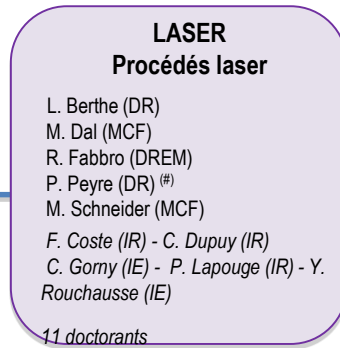 LASER
Procédés laser
L. Berthe (DR)
M. Dal (MCF)
R. Fabbro (DREM)
P. Peyre (DR) (#)
M. Schneider (MCF)
F. Coste (IR) - C. Dupuy (IR)
C. Gorny (IE) - P. Lapouge (IR) - Y.
Rouchausse (IE)
11 doctorants